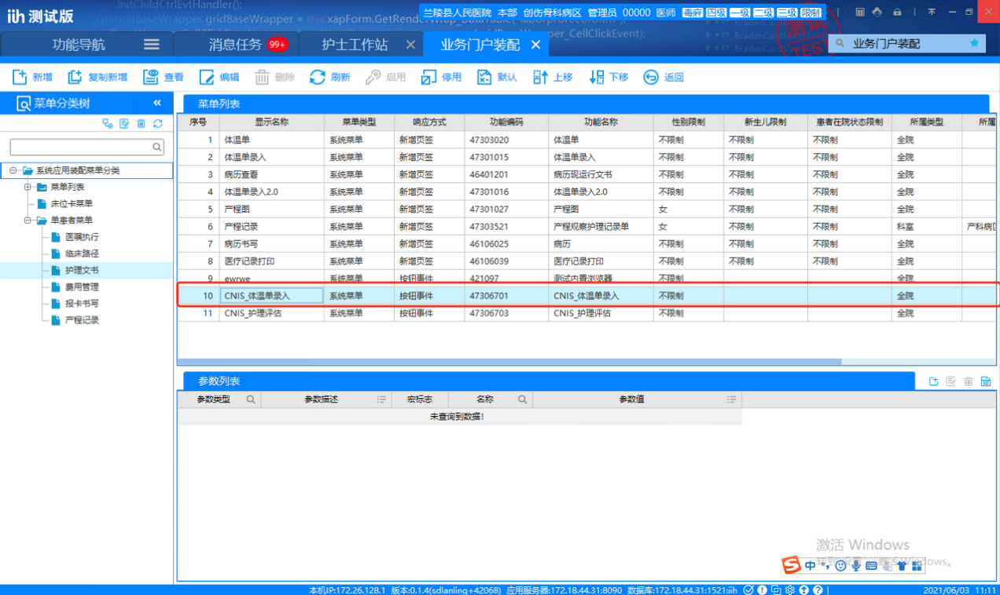 iih 测试版
兰陵县人民医院 本部 创伤骨科病区 管理员 00000 医师 毒麻 四级 一级 二级 三级 限制
功能导航 消息任务 99+ 护士工作站 业务门户装配 业务门户装配
新增 复制新增 查看 编辑 删除 刷新 启用 停用 默认 上移 下移 返回
菜单分类树 «
系统应用装配菜单分类
菜单列表
床位卡菜单
单患者菜单
医嘱执行
临床路径
护理文书
费用管理
报卡书写
产程记录
菜单列表
序号 显示名称 菜单类型 响应方式 功能编码 功能名称 性别限制 新生儿限制 患者在院状态限制 所属类型 所属
1 体温单 系统菜单 新增页签 47303020 体温单 不限制 不限制 不限制 全院
2 体温单录入 系统菜单 新增页签 47301015 体温单录入 不限制 不限制 不限制 全院
3 病历查看 系统菜单 新增页签 46401201 病历现运行文书 不限制 不限制 不限制 全院
4 体温单录入2.0 系统菜单 新增页签 47301016 体温单录入2.0 不限制 不限制 不限制 全院
5 产程图 系统菜单 新增页签 47301027 产程图 女 不限制 不限制 全院
6 产程记录 系统菜单 新增页签 47303521 产程观察护理记录单 女 不限制 不限制 科室 产科病区
7 病历书写 系统菜单 新增页签 46106025 病历 不限制 不限制 不限制 全院
8 医疗记录打印 系统菜单 新增页签 46106039 医疗记录打印 不限制 不限制 不限制 全院
9 ewrwe 系统菜单 按钮事件 421097 测试内置浏览器 不限制 全院
10 CNIS_体温单录入 系统菜单 按钮事件 47306701 CNIS_体温单录入 不限制 全院
11 CNIS_护理评估 系统菜单 按钮事件 47306703 CNIS_护理评估 不限制 全院
参数列表
参数类型 参数描述 宏标志 名称 参数值
未查询到数据!
激活 Windows
中
本机IP:172.26.128.1 版本:0.1.4(sdlanling+42068) 应用服务器:172.18.44.31:8090 数据库:172.18.44.31:1521:iih 2021/06/03 11:11